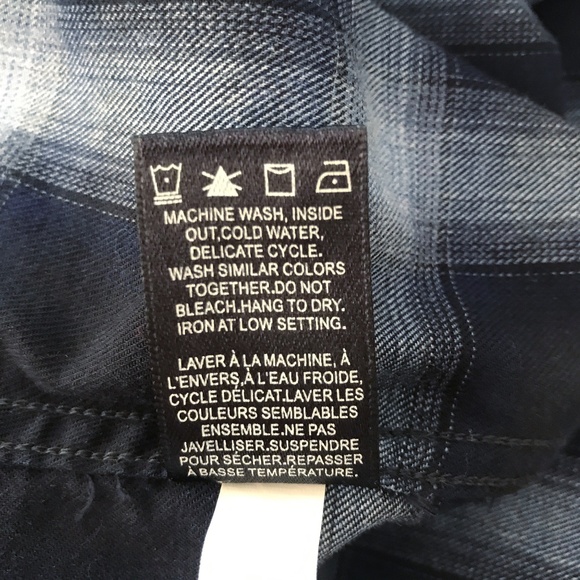 MACHINE WASH, INSIDE
OUT,COLD WATER,
DELICATE CYCLE.
WASH SIMILAR COLORS
TOGETHER.DO NOT
BLEACH.HANG TO DRY.
IRON AT LOW SETTING.
LAVER À LA MACHINE, À
L'ENVERS,À L'EAU FROIDE,
CYCLE DÉLICAT.LAVER LES
COULEURS SEMBLABLES
ENSEMBLE.NE PAS
JAVELLISER.SUSPENDRE
POUR SÉCHER.REPASSER
À BASSE TEMPÉRATURE.